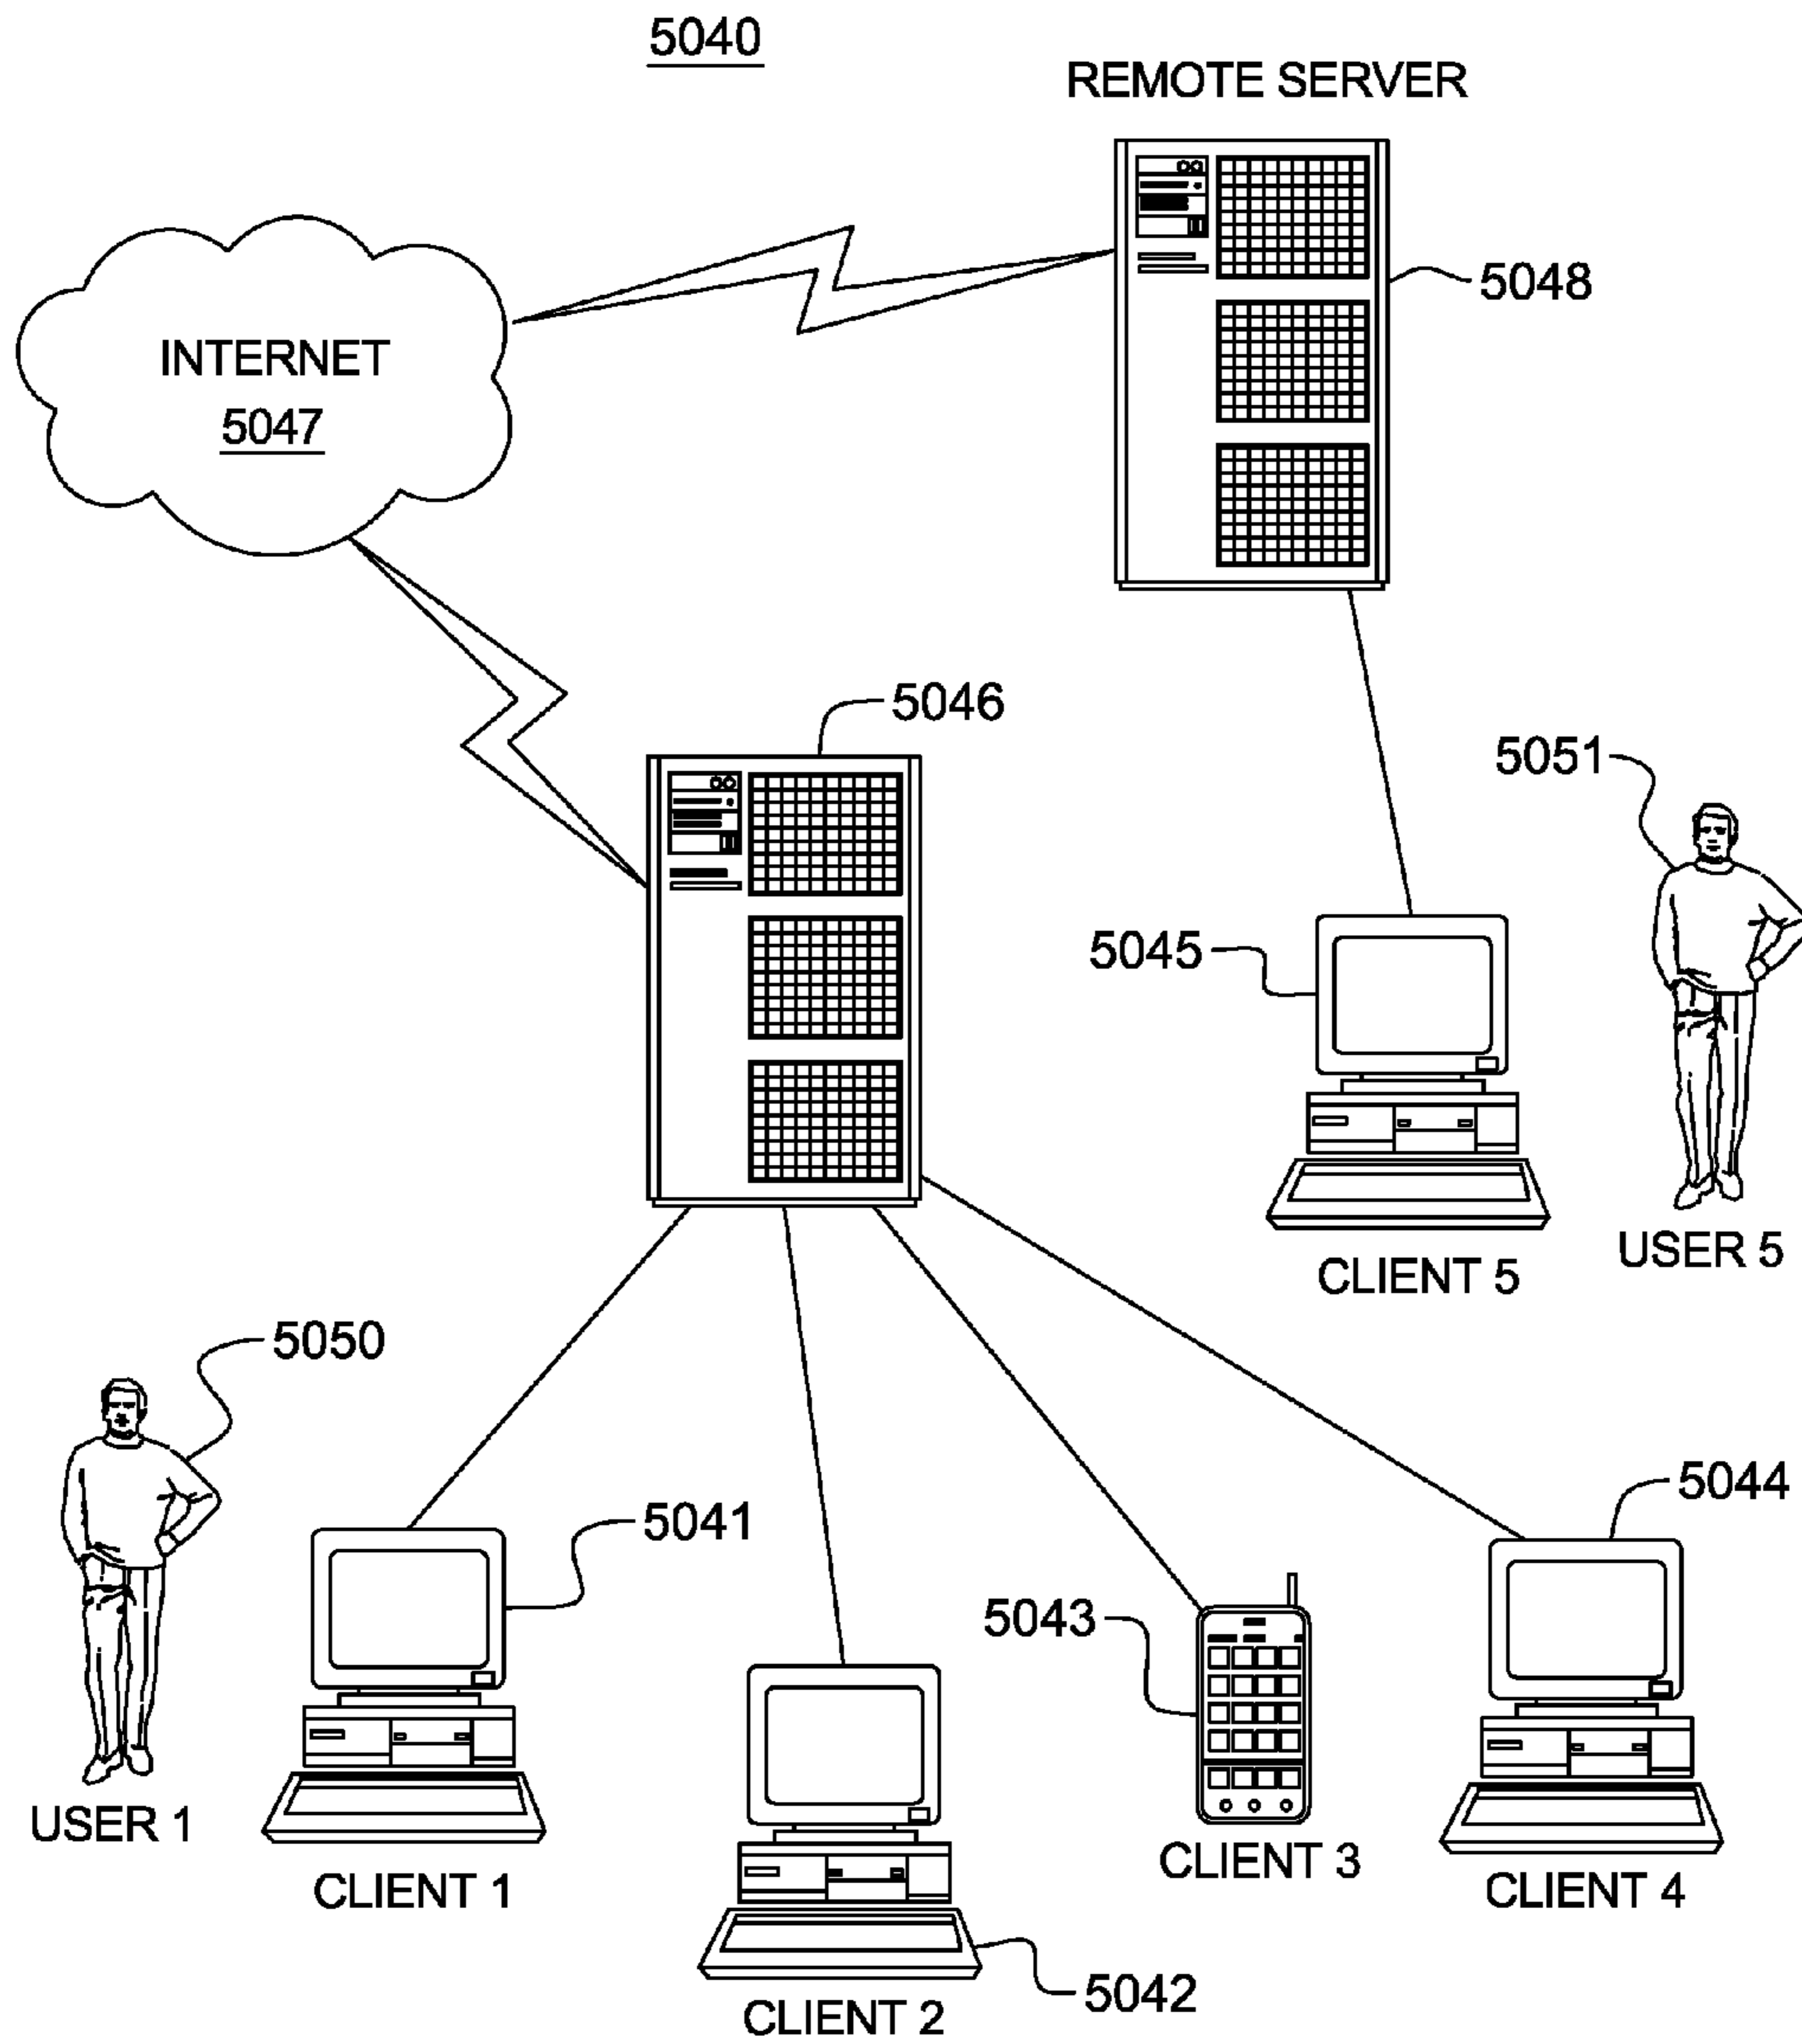 5040
REMOTE SERVER
5048
INTERNET
5047
5046
5051
5045
USER 5
CLIENT 5
5050
5041
5044
5043
USER 1
CLIENT 1
CLIENT 3
CLIENT 4
5042
CLIENT 2